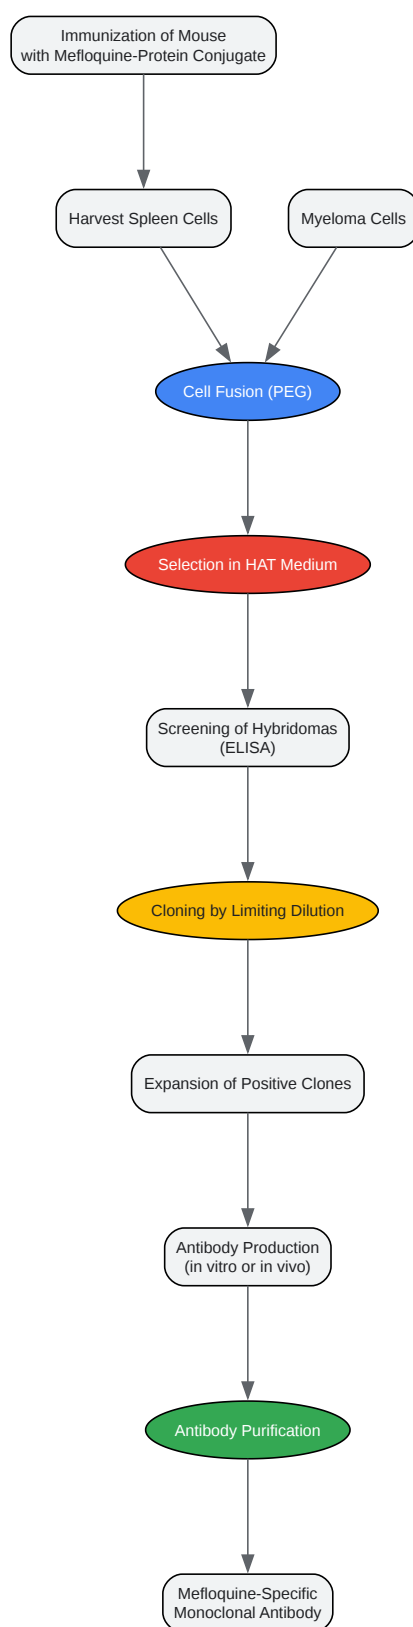 Immunization of Mouse
with Mefloquine-Protein Conjugate
Harvest Spleen Cells
Myeloma Cells
Cell Fusion (PEG)
Selection in HAT Medium
Screening of Hybridomas
(ELISA)
Cloning by Limiting Dilution
Expansion of Positive Clones
Antibody Production
(in vitro or in vivo)
Antibody Purification
Mefloquine-Specific
Monoclonal Antibody